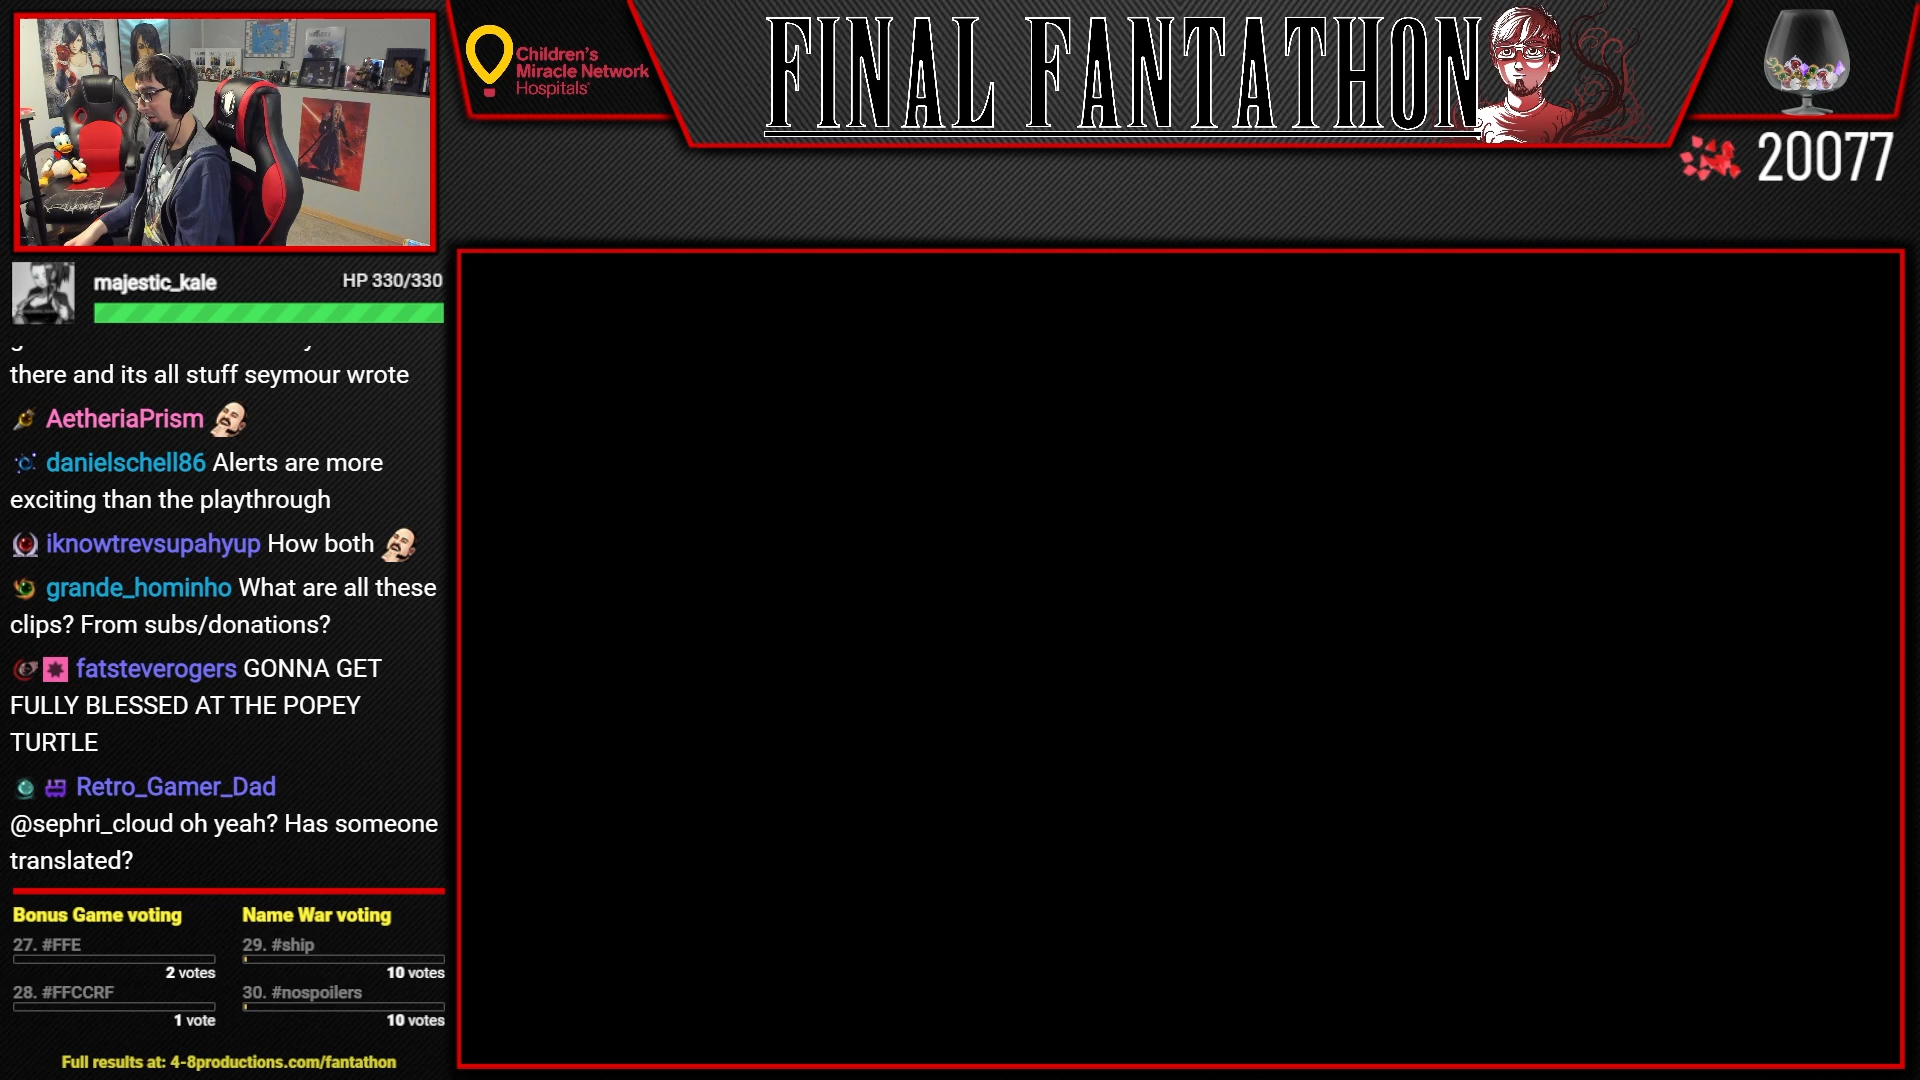 Children's
Miracle Network
Hospitals
FINAL FANTATHON
20077
majestic_kale
HP 330/330
there and its all stuff seymour wrote
AetheriaPrism
danielschell86 Alerts are more
exciting than the playthrough
iknowtrevsupahyup How both
grande_hominho What are all these
clips? From subs/donations?
fatsteverogers GONNA GET
FULLY BLESSED AT THE POPEY
TURTLE
Retro_Gamer_Dad
@sephri_cloud oh yeah? Has someone
translated?
Bonus Game voting
27. #FFE
2 votes
28. #FFCCRF
1 vote
Name War voting
29. #ship
10 votes
30. #nospoilers
10 votes
Full results at: 4-8productions.com/fantathon